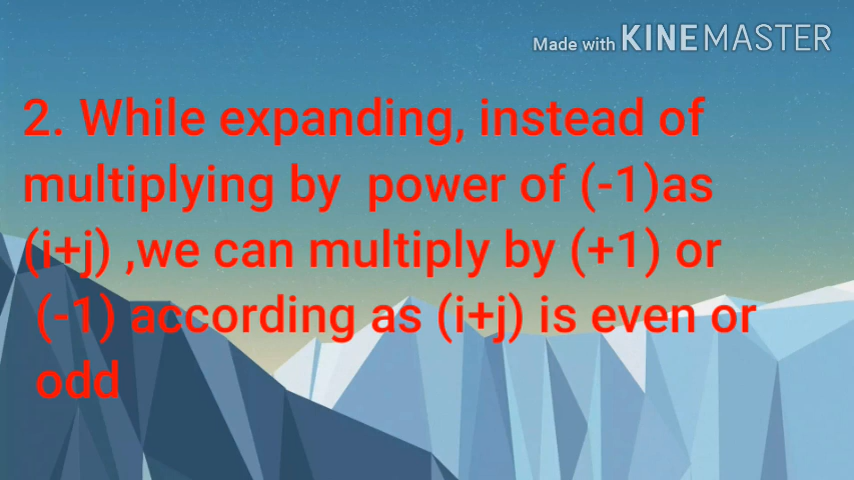 Made with KINEMASTER
2. While expanding, instead of
multiplying by power of (-1)as
(i+j) ,we can multiply by (+1) or
(-1) according as (i+j) is even or
odd